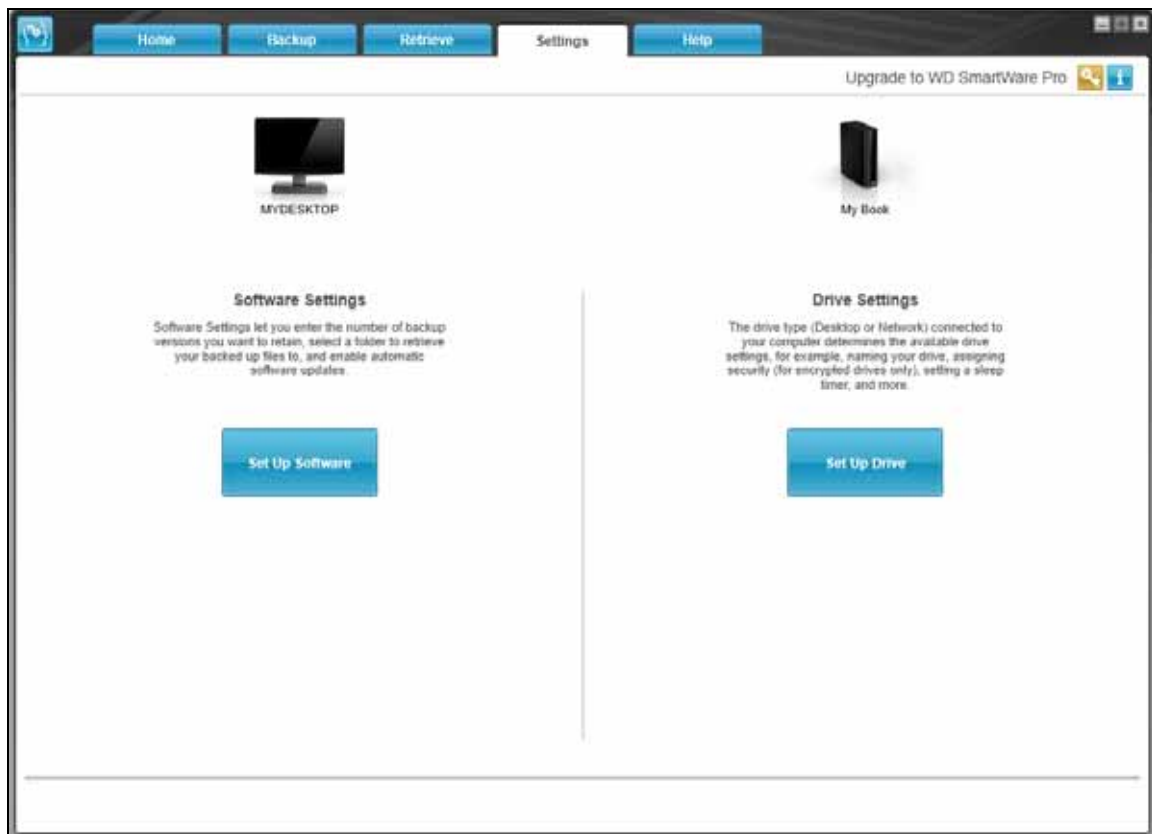 Home Backup Retrieve Settings Help
Upgrade to WD SmartWare Pro
MYDESKTOP
My Book
Software Settings
Software Settings let you enter the number of backup
versions you want to retain, select a folder to retrieve
your backed up files to, and enable automatic
software updates.
Set Up Software
Drive Settings
The drive type (Desktop or Network) connected to
your computer determines the available drive
settings, for example, naming your drive, assigning
security (for encrypted drives only), setting a sleep
timer, and more.
Set Up Drive